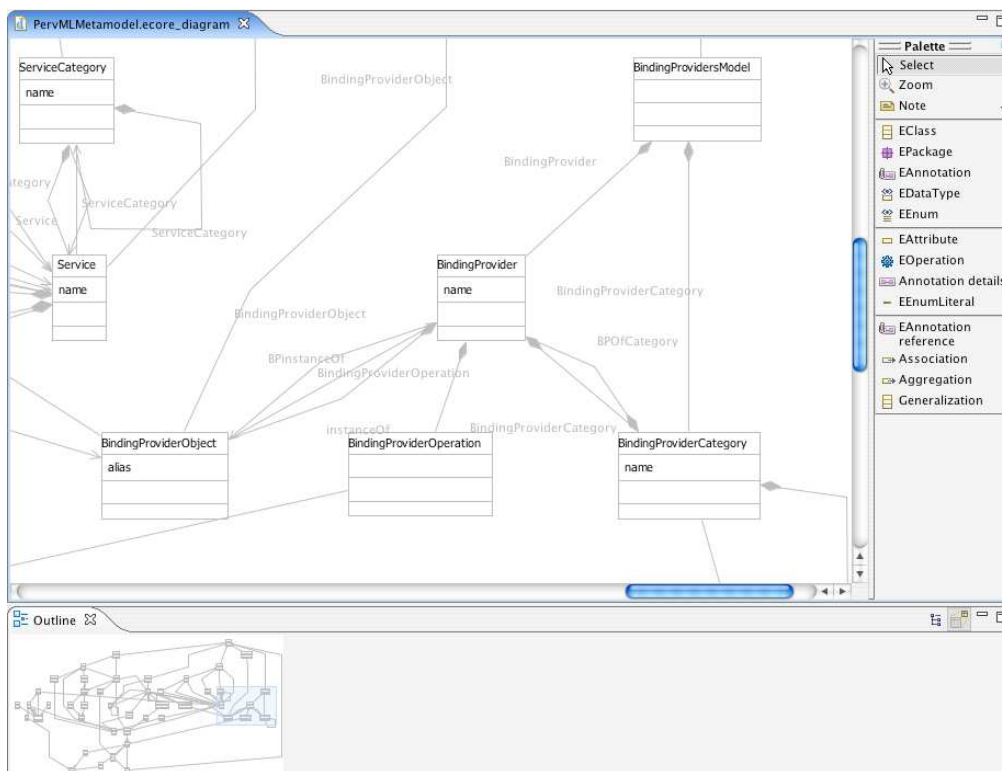 PervMLMetamodel.ecore_diagram
ServiceCategory
name
BindingProviderObject
BindingProvidersModel
BindingProvider
ategory
ServiceCategory
Service
ServiceCategory
Service
name
BindingProvider
name
BindingProviderCategory
BindingProviderObject
BPOfCategory
BPinstanceOf
BindingProviderOperation
instanceOf
BindingProviderCategory
BindingProviderObject
alias
BindingProviderOperation
BindingProviderCategory
name
Palette
Select
Zoom
Note
EClass
EPackage
EAnnotation
EDataType
EEnum
EAttribute
EOperation
Annotation details
EEnumLiteral
EAnnotation
reference
Association
Aggregation
Generalization
Outline